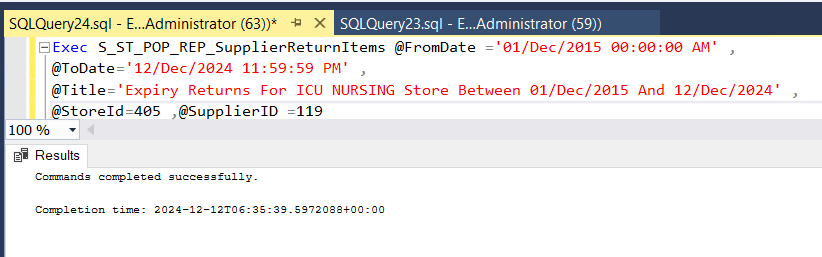 SQLQuery24.sql - E...Administrator (63))* SQLQuery23.sql - E...Administrator (59))
Exec S_ST_POP_REP_SupplierReturnItems @FromDate ='01/Dec/2015 00:00:00 AM' ,
@ToDate='12/Dec/2024 11:59:59 PM' ,
@Title='Expiry Returns For ICU NURSING Store Between 01/Dec/2015 And 12/Dec/2024' ,
@StoreId=405 ,@SupplierID =119
100 %
Results
Commands completed successfully.
Completion time: 2024-12-12T06:35:39.5972088+00:00